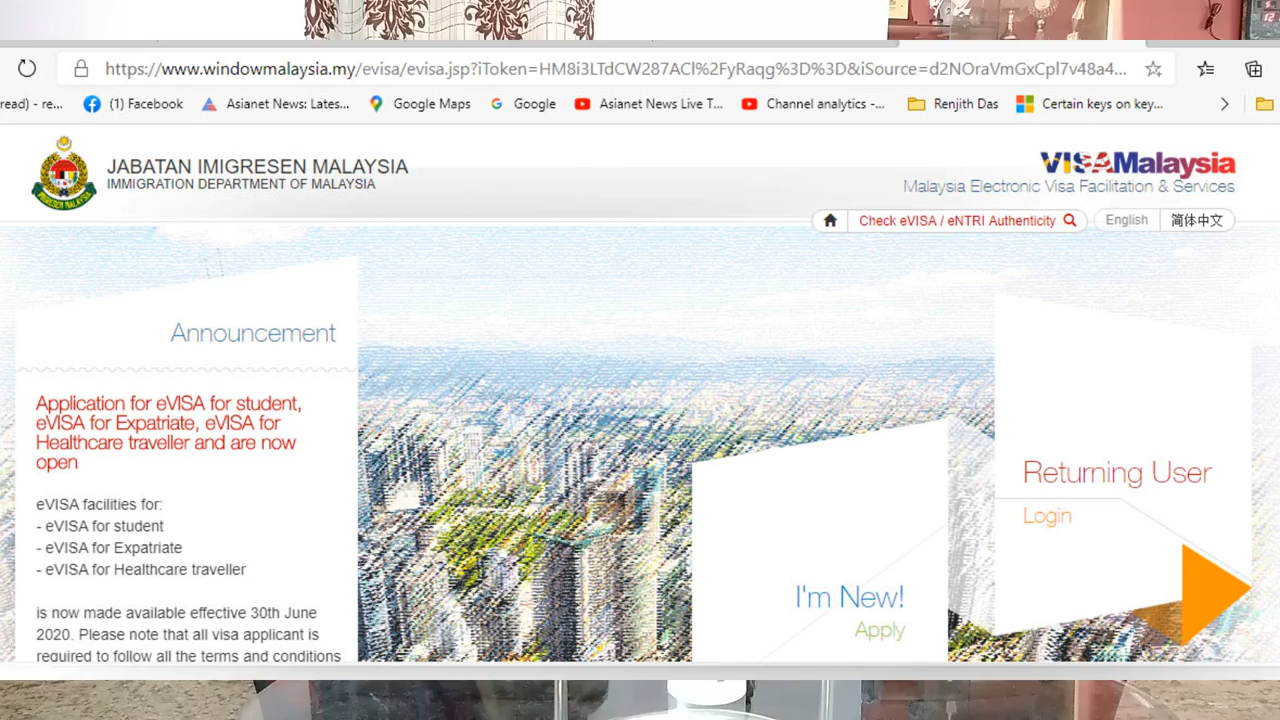 https://www.windowmalaysia.my/evisa/evisa.jsp?iToken=HM8i3LTdCW287ACl%2FyRaqg%3D%3D&iSource=d2NOraVmGxCpl7v48a4...
read) - re...
(1) Facebook
Asianet News: Lates...
Google Maps
Google
Asianet News Live T...
Channel analytics -...
Renjith Das
Certain keys on key...
JABATAN IMIGRESEN MALAYSIA
IMMIGRATION DEPARTMENT OF MALAYSIA
VISAMalaysia
Malaysia Electronic Visa Facilitation & Services
Check eVISA / eNTRI Authenticity
English
简体中文
Announcement
Application for eVISA for student,
eVISA for Expatriate, eVISA for
Healthcare traveller and are now
open
eVISA facilities for:
- eVISA for student
- eVISA for Expatriate
- eVISA for Healthcare traveller
is now made available effective 30th June
2020. Please note that all visa applicant is
required to follow all the terms and conditions
I'm New!
Apply
Returning User
Login